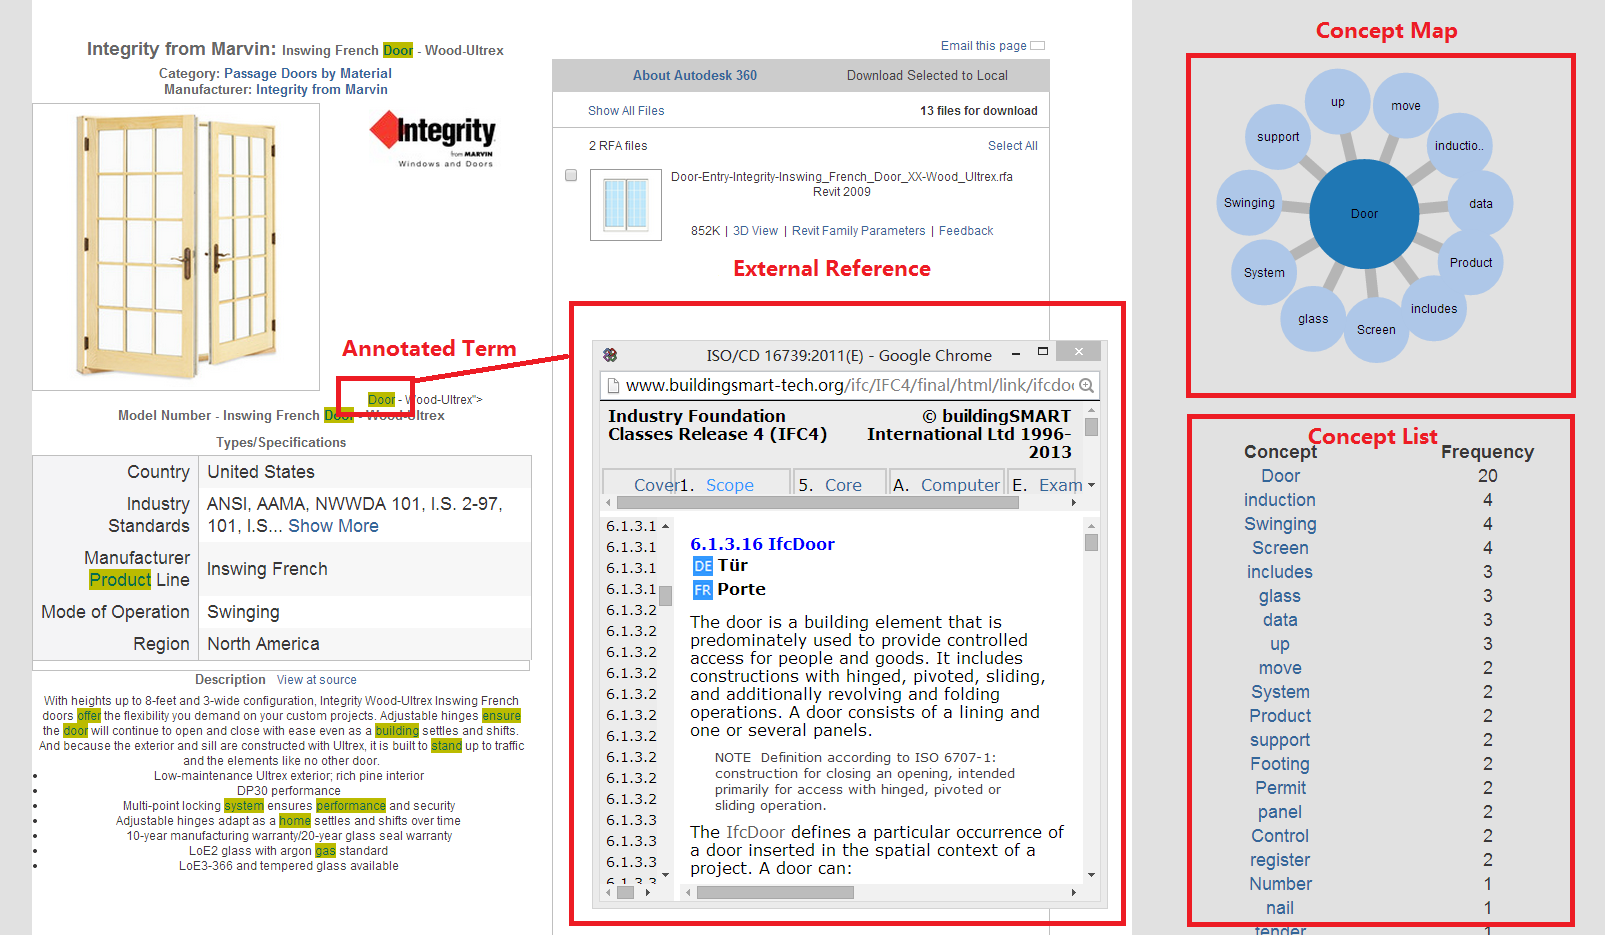 Integrity from Marvin: Inswing French Door - Wood-Ultrex
Category: Passage Doors by Material
Manufacturer: Integrity from Marvin
Integrity
from MARVIN
Windows and Doors
Annotated Term
Door - Wood-Ultrex">
Model Number - Inswing French Door - Wood-Ultrex
Types/Specifications
Country United States
Industry Standards ANSI, AAMA, NWWDA 101, I.S. 2-97,
101, I.S... Show More
Manufacturer
Product Line Inswing French
Mode of Operation Swinging
Region North America
Description View at source
With heights up to 8-feet and 3-wide configuration, Integrity Wood-Ultrex Inswing French
doors offer the flexibility you demand on your custom projects. Adjustable hinges ensure
the door will continue to open and close with ease even as a building settles and shifts.
And because the exterior and sill are constructed with Ultrex, it is built to stand up to traffic
and the elements like no other door.
Low-maintenance Ultrex exterior; rich pine interior
DP30 performance
Multi-point locking system ensures performance and security
Adjustable hinges adapt as a home settles and shifts over time
10-year manufacturing warranty/20-year glass seal warranty
LoE2 glass with argon gas standard
LoE3-366 and tempered glass available
Email this page
About Autodesk 360 Download Selected to Local
Show All Files 13 files for download
2 RFA files Select All
Door-Entry-Integrity-Inswing_French_Door_XX-Wood_Ultrex.rfa
Revit 2009
852K | 3D View | Revit Family Parameters | Feedback
External Reference
ISO/CD 16739:2011(E) - Google Chrome
www.buildingsmart-tech.org/ifc/IFC4/final/html/link/ifcdoc
Industry Foundation
Classes Release 4 (IFC4)
© buildingSMART
International Ltd 1996-
2013
Cover 1. Scope 5. Core A. Computer E. Exam
6.1.3.1
6.1.3.1
6.1.3.1
6.1.3.1
6.1.3.2
6.1.3.2
6.1.3.2
6.1.3.2
6.1.3.2
6.1.3.2
6.1.3.2
6.1.3.2
6.1.3.2
6.1.3.2
6.1.3.3
6.1.3.3
6.1.3.3
6.1.3.3
6.1.3.16 IfcDoor
DE Tür
FR Porte
The door is a building element that is
predominately used to provide controlled
access for people and goods. It includes
constructions with hinged, pivoted, sliding,
and additionally revolving and folding
operations. A door consists of a lining and
one or several panels.
NOTE Definition according to ISO 6707-1:
construction for closing an opening, intended
primarily for access with hinged, pivoted or
sliding operation.
The IfcDoor defines a particular occurrence of
a door inserted in the spatial context of a
project. A door can:
Concept Map
up
move
support
inductio..
Swinging
Door
data
System
Product
glass
Screen
includes
Concept List
Concept Frequency
Door 20
induction 4
Swinging 4
Screen 4
includes 3
glass 3
data 3
up 3
move 2
System 2
Product 2
support 2
Footing 2
Permit 2
panel 2
Control 2
register 2
Number 1
nail 1
tender 1